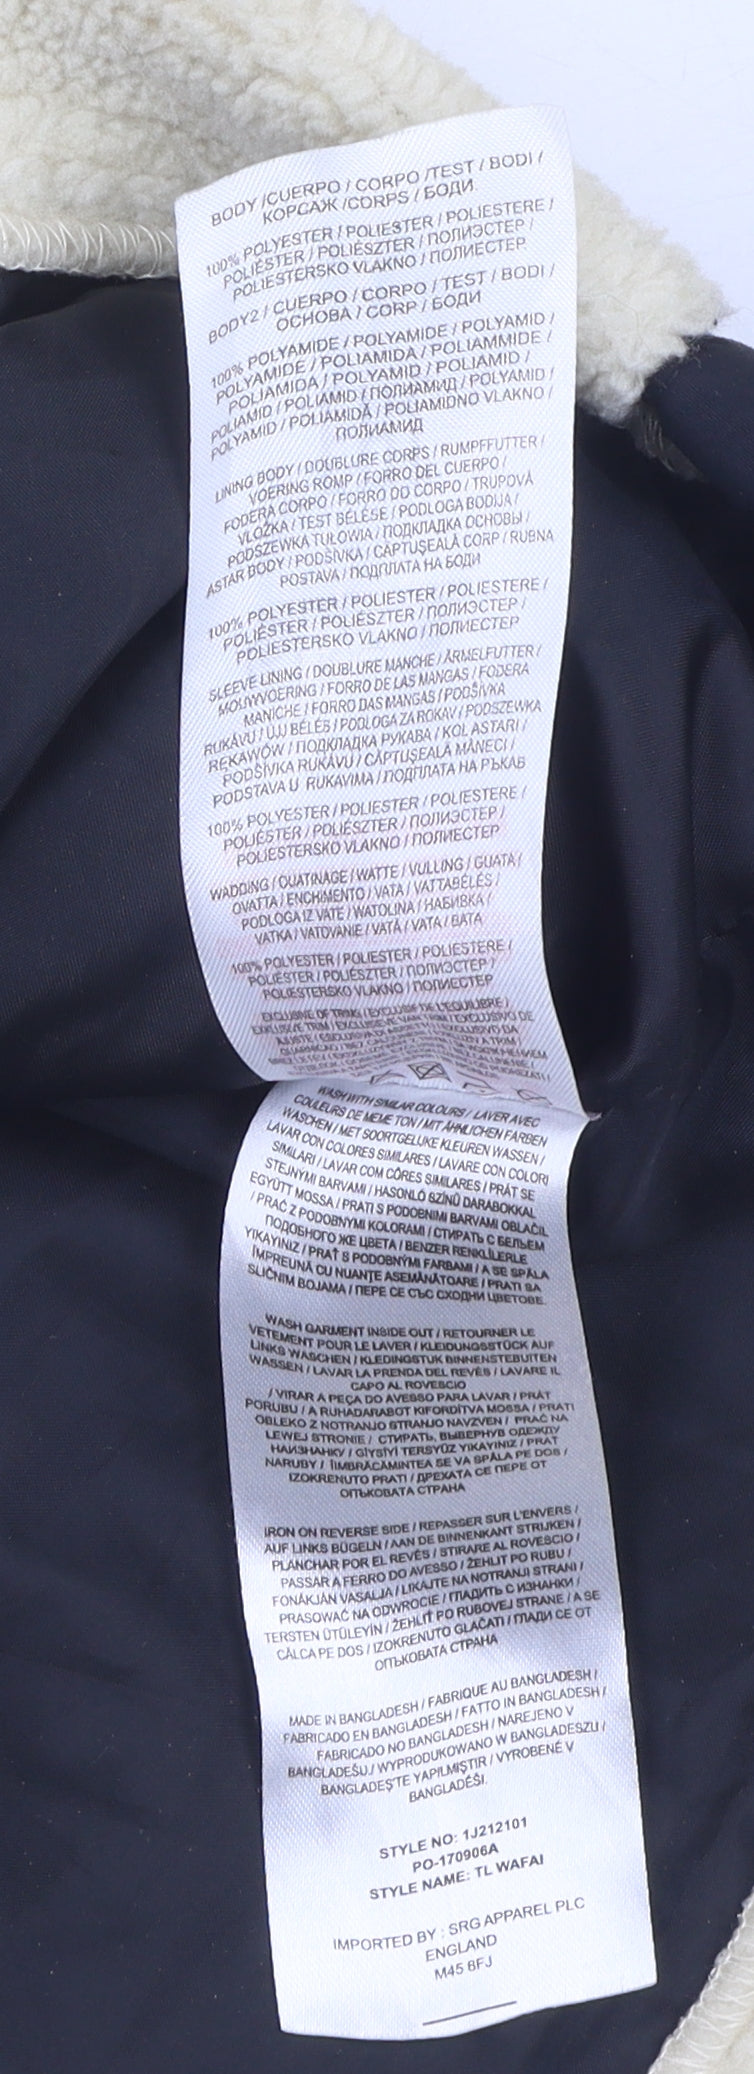 BODY /CUERPO / CORPO /TEST / BODI /
КОРСАЖ /CORPS / БОДИ
100% POLYESTER / POLIESTER / POLIESTERE /
POLIÉSTER / POLIÉSZTER / ПОЛИЭСТЕР /
POLIESTERSKO VLAKNO / ПОЛИЕСТЕР
BODY2 / CUERPO / CORPO / TEST / BODI /
ОСНОВА / CORP / БОДИ
100% POLYAMIDE / POLYAMIDE / POLYAMID /
POLYAMIDE / POLIAMIDA / POLIAMMIDE /
POLIAMIDA / POLYAMID / POLIAMID /
POLIAMID / POLIAMID / ПОЛИАМИД / POLYAMID /
POLYAMID / POLIAMIDĂ / POLIAMIDNO VLAKNO /
ПОЛИАМИД
LINING BODY / DOUBLURE CORPS / RUMPFFUTTER /
VOERING ROMP / FORRO DEL CUERPO /
FODERA CORPO / FORRO DO CORPO / TRUPOVÁ
VLOŽKA / TEST BÉLÉSE / PODLOGA BODIJA /
PODSZEWKA TUŁOWIA / ПОДКЛАДКА ОСНОВЫ /
ASTAR BODY / PODŠÍVKA / CĂPTUŞEALĂ CORP / RUBNA
POSTAVA / ПОДПЛАТА НА БОДИ
100% POLYESTER / POLIESTER / POLIESTERE /
POLIÉSTER / POLIÉSZTER / ПОЛИЭСТЕР /
POLIESTERSKO VLAKNO / ПОЛИЕСТЕР
SLEEVE LINING / DOUBLURE MANCHE / ÄRMELFUTTER /
MOUWVOERING / FORRO DE LAS MANGAS / FODERA
MANICHE / FORRO DAS MANGAS / PODŠÍVKA
RUKÁVU / UJJ BÉLÉS / PODLOGA ZA ROKAV / PODSZEWKA
RĘKAWÓW / ПОДКЛАДКА РУКАВА / KOL ASTARI /
PODŠÍVKA RUKÁVU / CĂPTUŞEALĂ MÂNECI /
PODSTAVA U RUKAVIMA / ПОДПЛАТА НА РЪКАВ
100% POLYESTER / POLIESTER / POLIESTERE /
POLIÉSTER / POLIÉSZTER / ПОЛИЭСТЕР /
POLIESTERSKO VLAKNO / ПОЛИЕСТЕР
WADDING / OUATINAGE / WATTE / VULLING / GUATA /
OVATTA / ENCHIMENTO / VATA / VATTABÉLÉS /
PODLOGA IZ VATE / WATOLINA / НАБИВКА /
VATKA / VATOVÁNIE / VATĂ / VATA / ВАТА
100% POLYESTER / POLIESTER / POLIESTERE /
POLIÉSTER / POLIÉSZTER / ПОЛИЭСТЕР /
POLIESTERSKO VLAKNO / ПОЛИЕСТЕР
EXCLUSIVE OF TRIMS / EXCLUSIF DE L'EQUILIBRE /
WASH WITH SIMILAR COLOURS / LAVER AVEC
COULEURS DE MEME TON / MIT ÄHNLICHEN FARBEN
WASCHEN / MET SOORTGELIJKE KLEUREN WASSEN /
LAVAR CON COLORES SIMILARES / LAVARE CON COLORI
SIMILARI / LAVAR COM CÔRES SIMILARES / PRÁT SE
STEJNÝMI BARVAMI / HASONLÓ SZÍNŰ DARABOKKAL
EGYÜTT MOSSA / PRATI S PODOBNIMI BARVAMI OBLAČIL
/ PRAĆ Z PODOBNYMI KOLORAMI / СТИРАТЬ С БЕЛЬЕМ
ПОДОБНОГО ЖЕ ЦВЕТА / BENZER RENKLİLERLE
YIKAYINIZ / PRAŤ S PODOBNÝMI FARBAMI / A SE SPĂLA
ÎMPREUNĂ CU NUANŢE ASEMĂNĂTOARE / PRATI SA
SLIČNIM BOJAMA / ПЕРЕ СЕ СЪС СХОДНИ ЦВЕТОВЕ.
WASH GARMENT INSIDE OUT / RETOURNER LE
VETEMENT POUR LE LAVER / KLEIDUNGSSTÜCK AUF
LINKS WASCHEN / KLEDINGSTUK BINNENSTEBUITEN
WASSEN / LAVAR LA PRENDA DEL REVÉS / LAVARE IL
CAPO AL ROVESCIO
/ VIRAR A PEÇA DO AVESSO PARA LAVAR / PRÁT
PORUBU / A RUHADARABOT KIFORDÍTVA MOSSA / PRATI
OBLEKO Z NOTRANJO STRANJO NAVZVEN / PRAĆ NA
LEWEJ STRONIE / СТИРАТЬ, ВЫВЕРНУВ ОДЕЖДУ
НАИЗНАНКУ / GİYSİYİ TERSYÜZ YIKAYINIZ / PRAŤ
NARUBY / ÎMBRĂCĂMINTEA SE VA SPĂLA PE DOS /
IZOKRENUTO PRATI / ДРЕХАТА СЕ ПЕРЕ ОТ
ОПЪКОВАТА СТРАНА
IRON ON REVERSE SIDE / REPASSER SUR L'ENVERS /
AUF LINKS BÜGELN / AAN DE BINNENKANT STRIJKEN /
PLANCHAR POR EL REVÉS / STIRARE AL ROVESCIO /
PASSAR A FERRO DO AVESSO / ŽEHLIT PO RUBU /
FONÁKJÁN VASALJA / LIKAJTE NA NOTRANJI STRANI /
PRASOWAĆ NA ODWROCIE / ГЛАДИТЬ С ИЗНАНКИ /
TERSTEN ÜTÜLEYİN / ŽEHLIŤ PO RUBOVEJ STRANE / A SE
CĂLCA PE DOS / IZOKRENUTO GLAČATI / ГЛАДИ СЕ ОТ
ОПЪКОВАТА СТРАНА
MADE IN BANGLADESH / FABRIQUE AU BANGLADESH /
FABRICADO EN BANGLADESH / FATTO IN BANGLADESH /
FABRICADO NO BANGLADESH / NAREJENO V
BANGLADEŠU / WYPRODUKOWANO W BANGLADESZU /
BANGLADEŞ'TE YAPILMIŞTIR / VYROBENÉ V
BANGLADÉŠI.
STYLE NO: 1J212101
PO-170906A
STYLE NAME: TL WAFAI
IMPORTED BY : SRG APPAREL PLC
ENGLAND
M45 8FJ